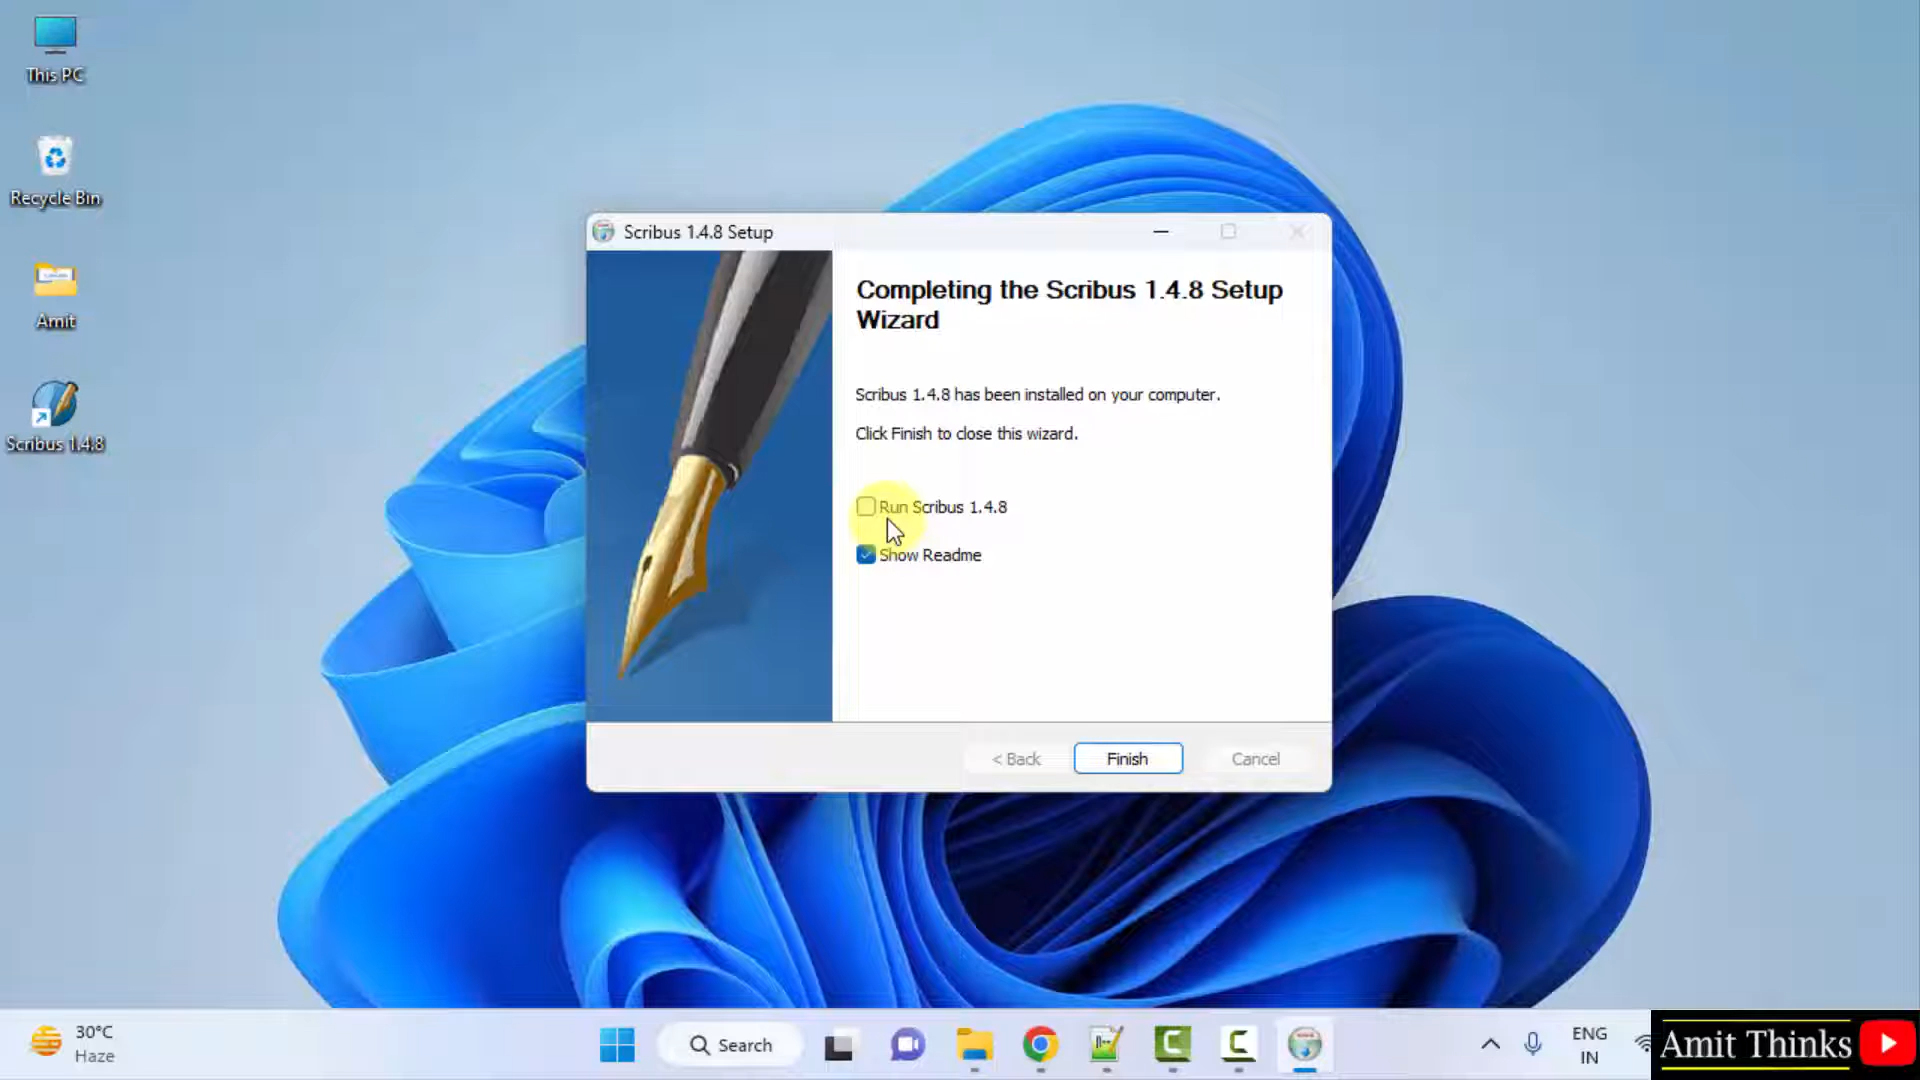 This PC
Recycle Bin
Amit
Scribus 1.4.8
Scribus 1.4.8 Setup
Completing the Scribus 1.4.8 Setup
Wizard
Scribus 1.4.8 has been installed on your computer.
Click Finish to close this wizard.
Run Scribus 1.4.8
Show Readme
< Back
Finish
Cancel
30°C
Haze
Search
ENG
IN
Amit Thinks